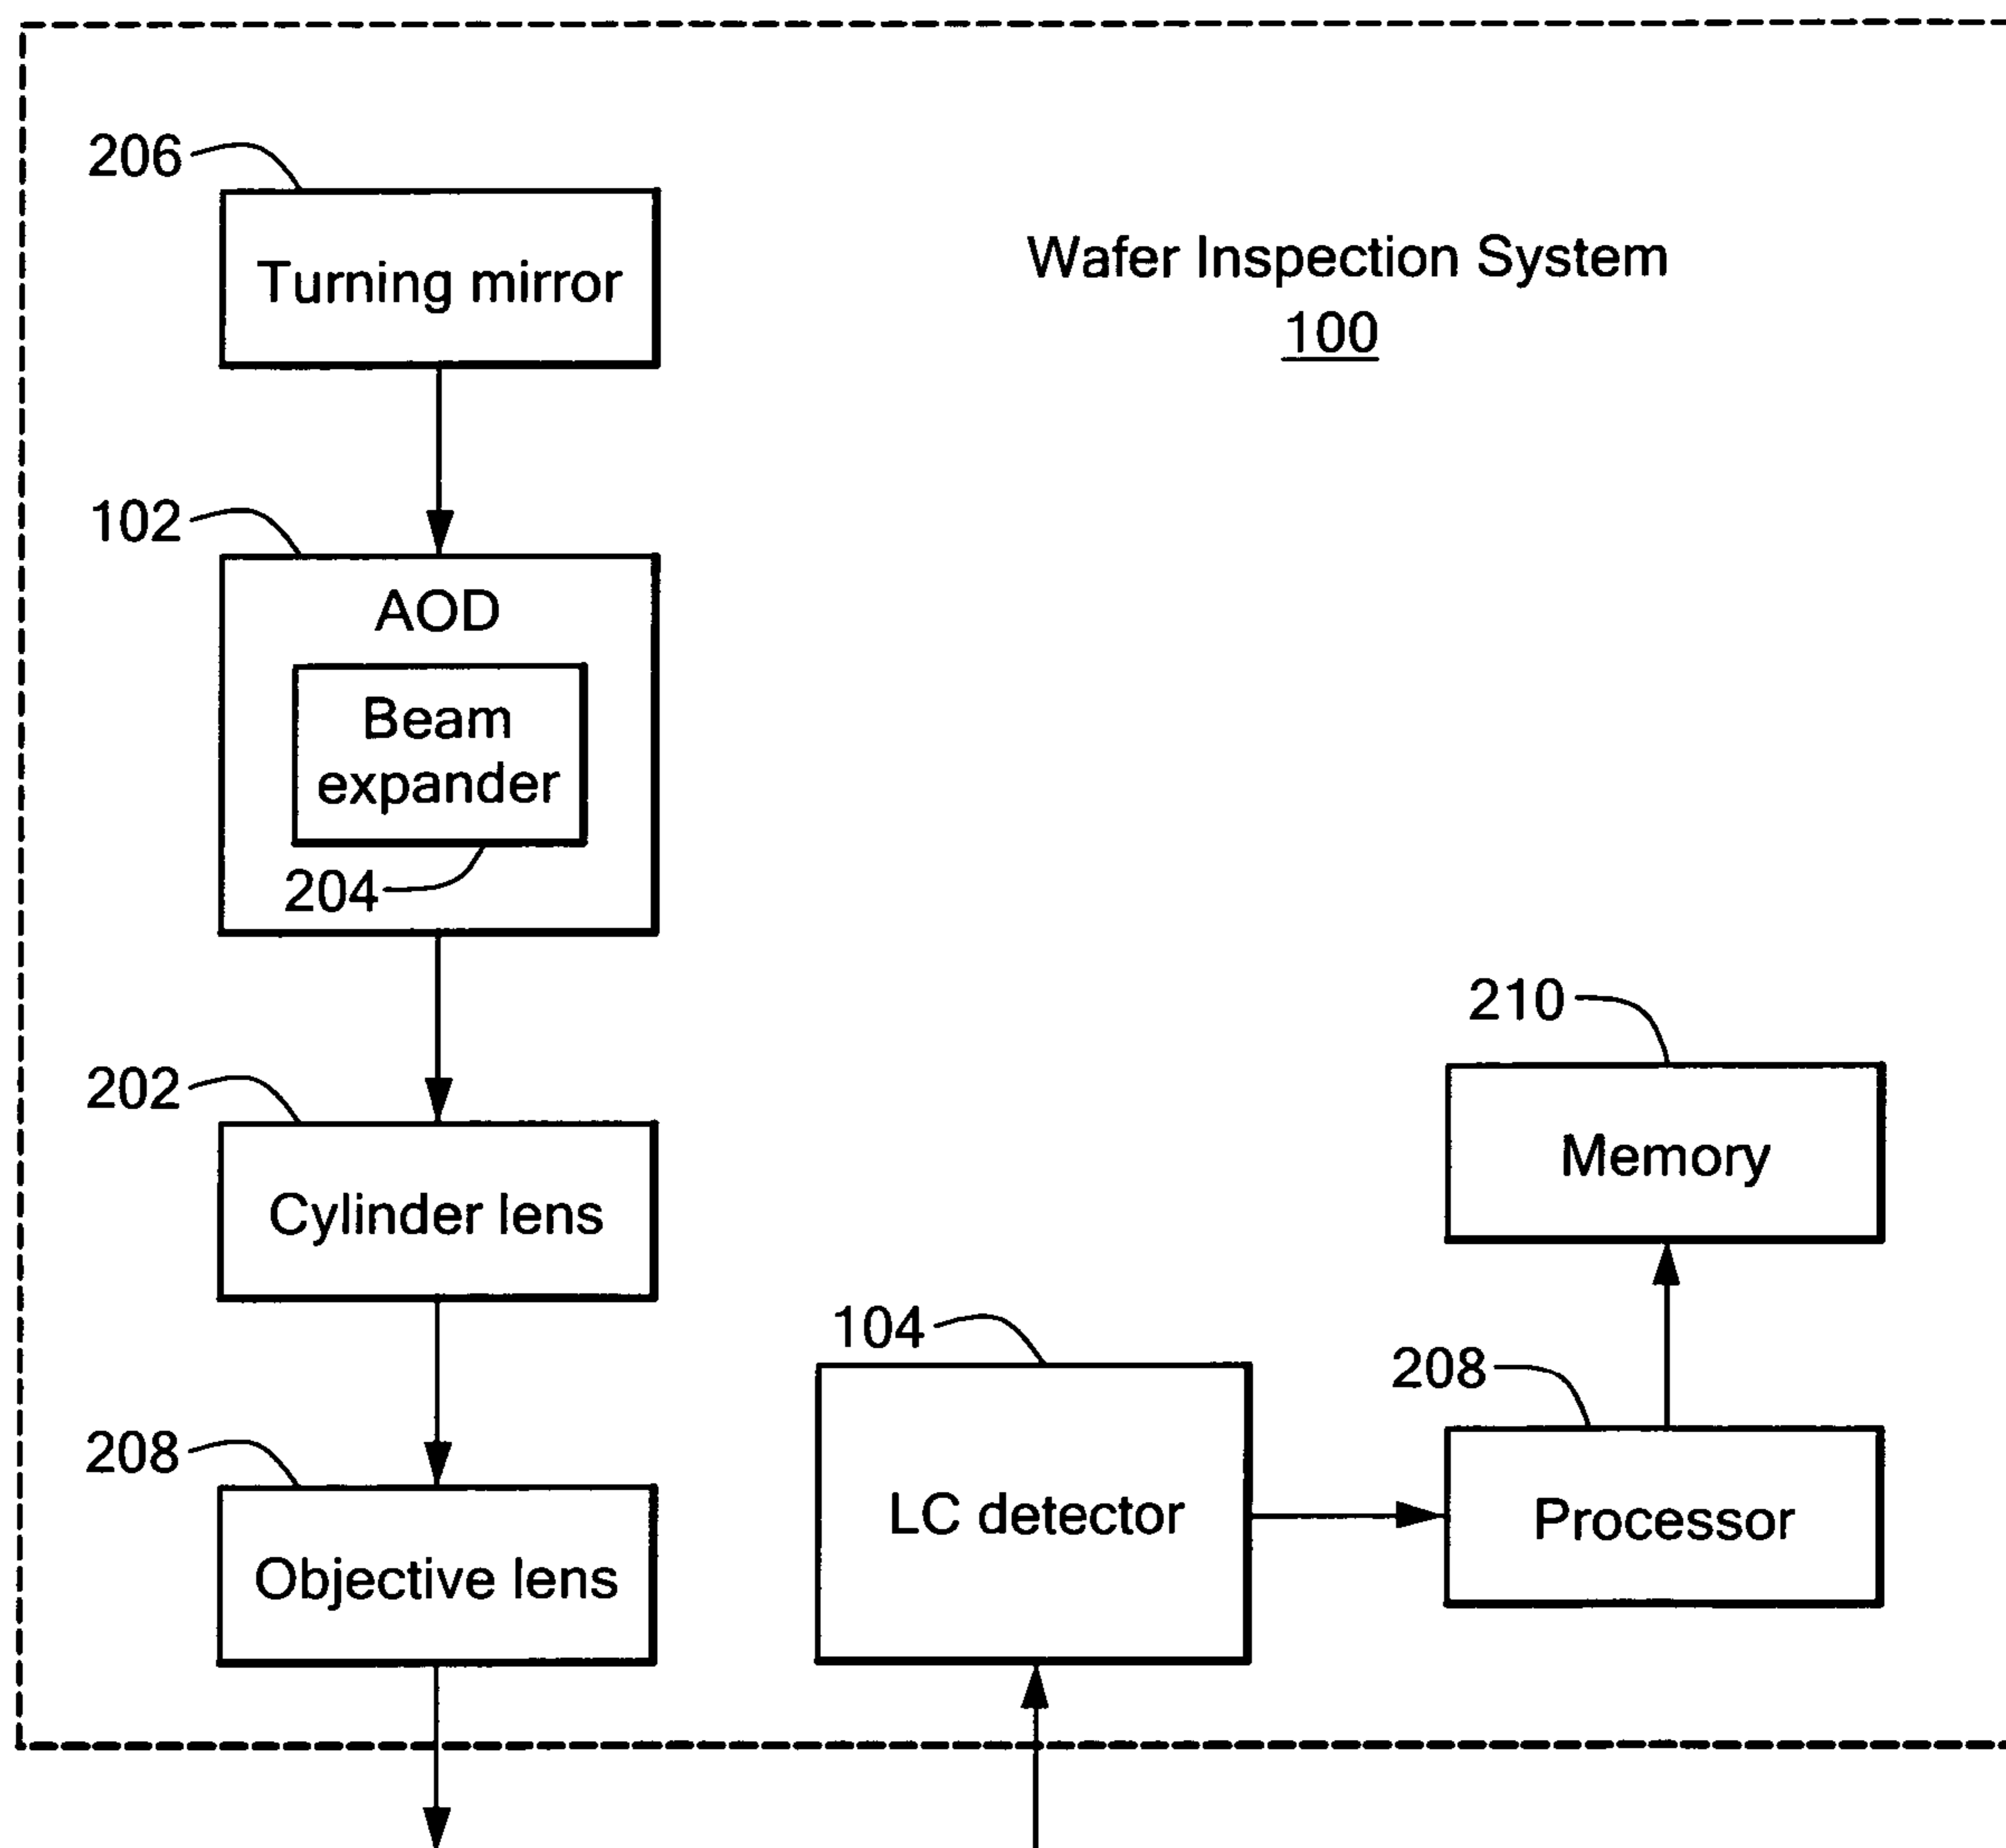 206
Turning mirror
Wafer Inspection System
100
102
AOD
Beam
expander
204
202
Cylinder lens
208
Objective lens
104
LC detector
210
Memory
208
Processor